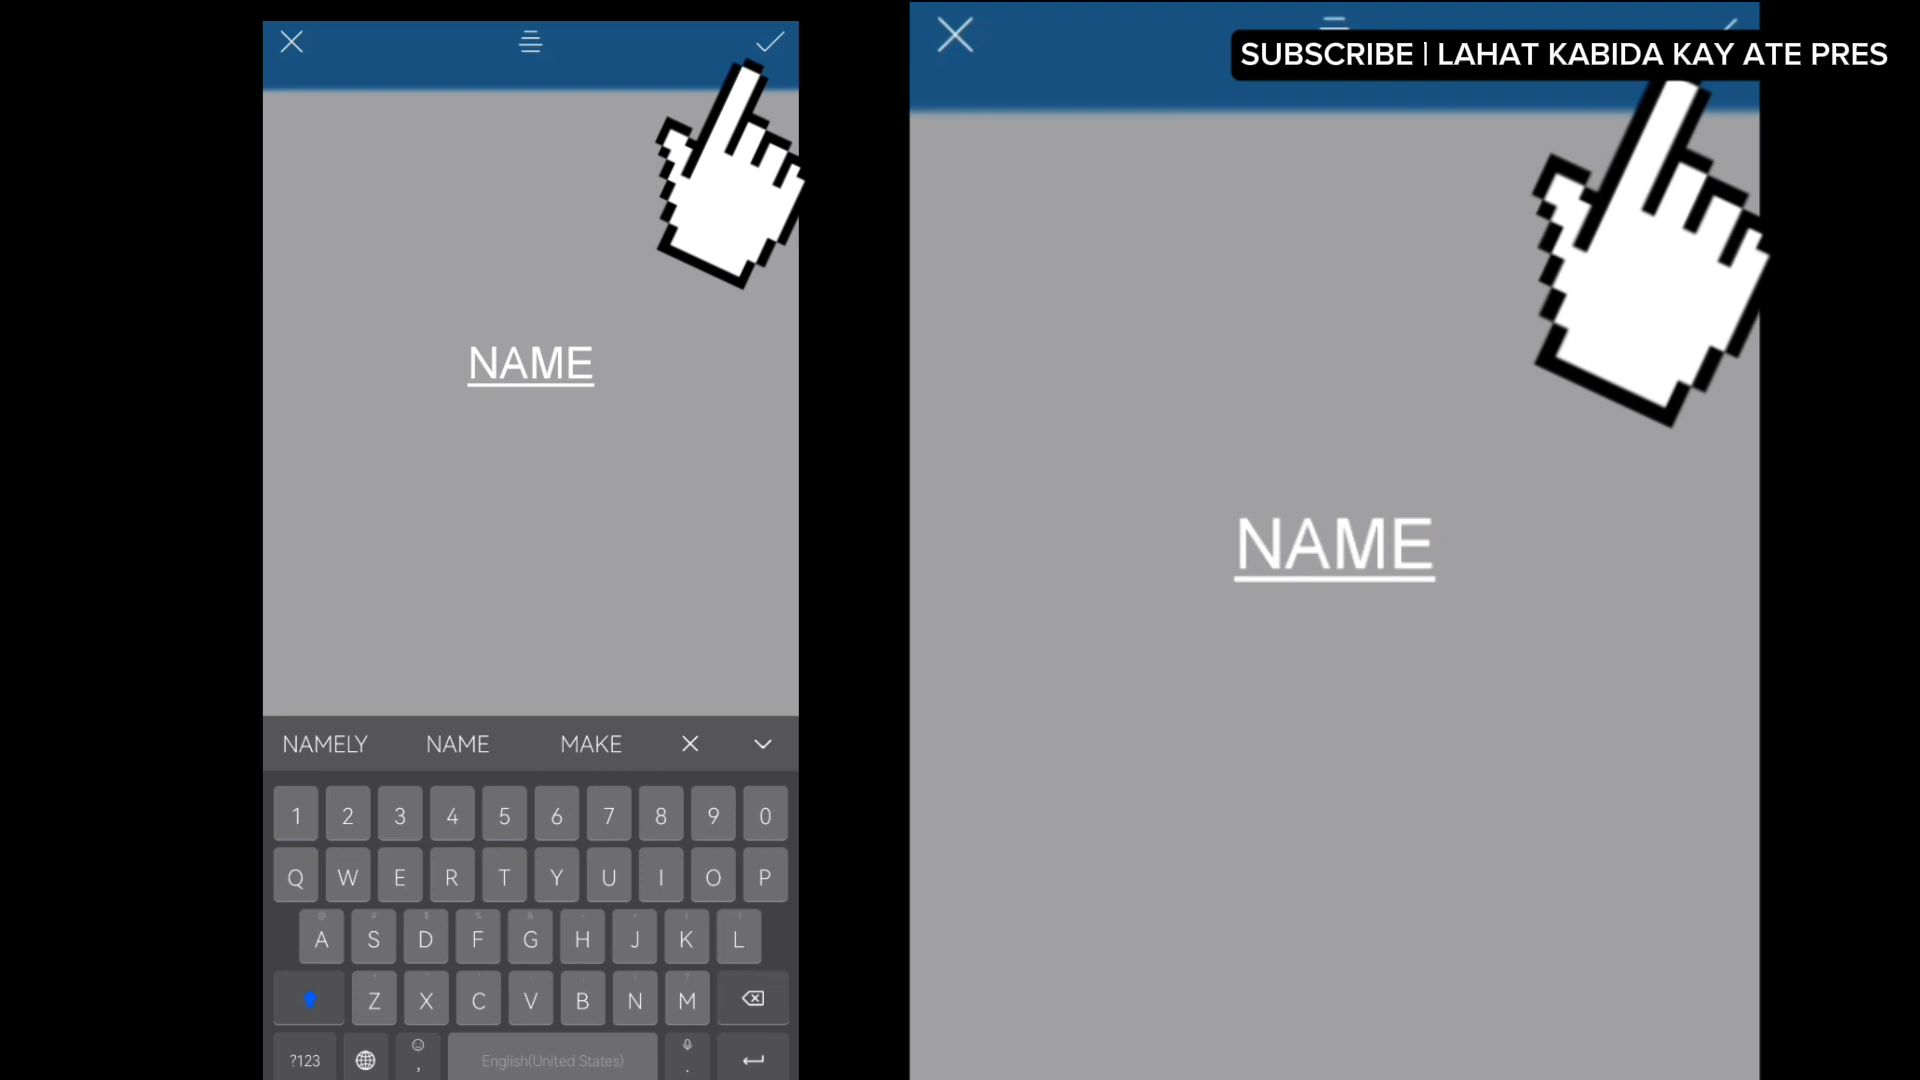 SUBSCRIBE | LAHAT KABIDA KAY ATE PRES
NAME
NAMELY NAME MAKE
1 2 3 4 5 6 7 8 9 0
Q W E R T Y U I O P
A S D F G H J K L
Z X C V B N M
?123 , English(United States) .
NAME